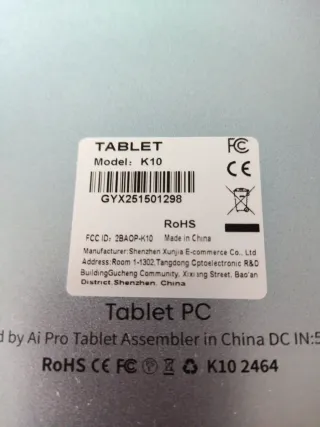 TABLET
Model: K10
GYX251501298
RoHS
FCC ID: 2BAOP-K10 Made in China
Manufacturer: Shenzhen Xunjia E-commerce Co., Ltd
Address: Room 1-1302,Tangdong Optoelectronic R&D
BuildingGucheng Community, Xixiang Street, Bao'an
District, Shenzhen, China
Tablet PC
d by Ai Pro Tablet Assembler in China DC IN:5
RoHS CE FC K10 2464